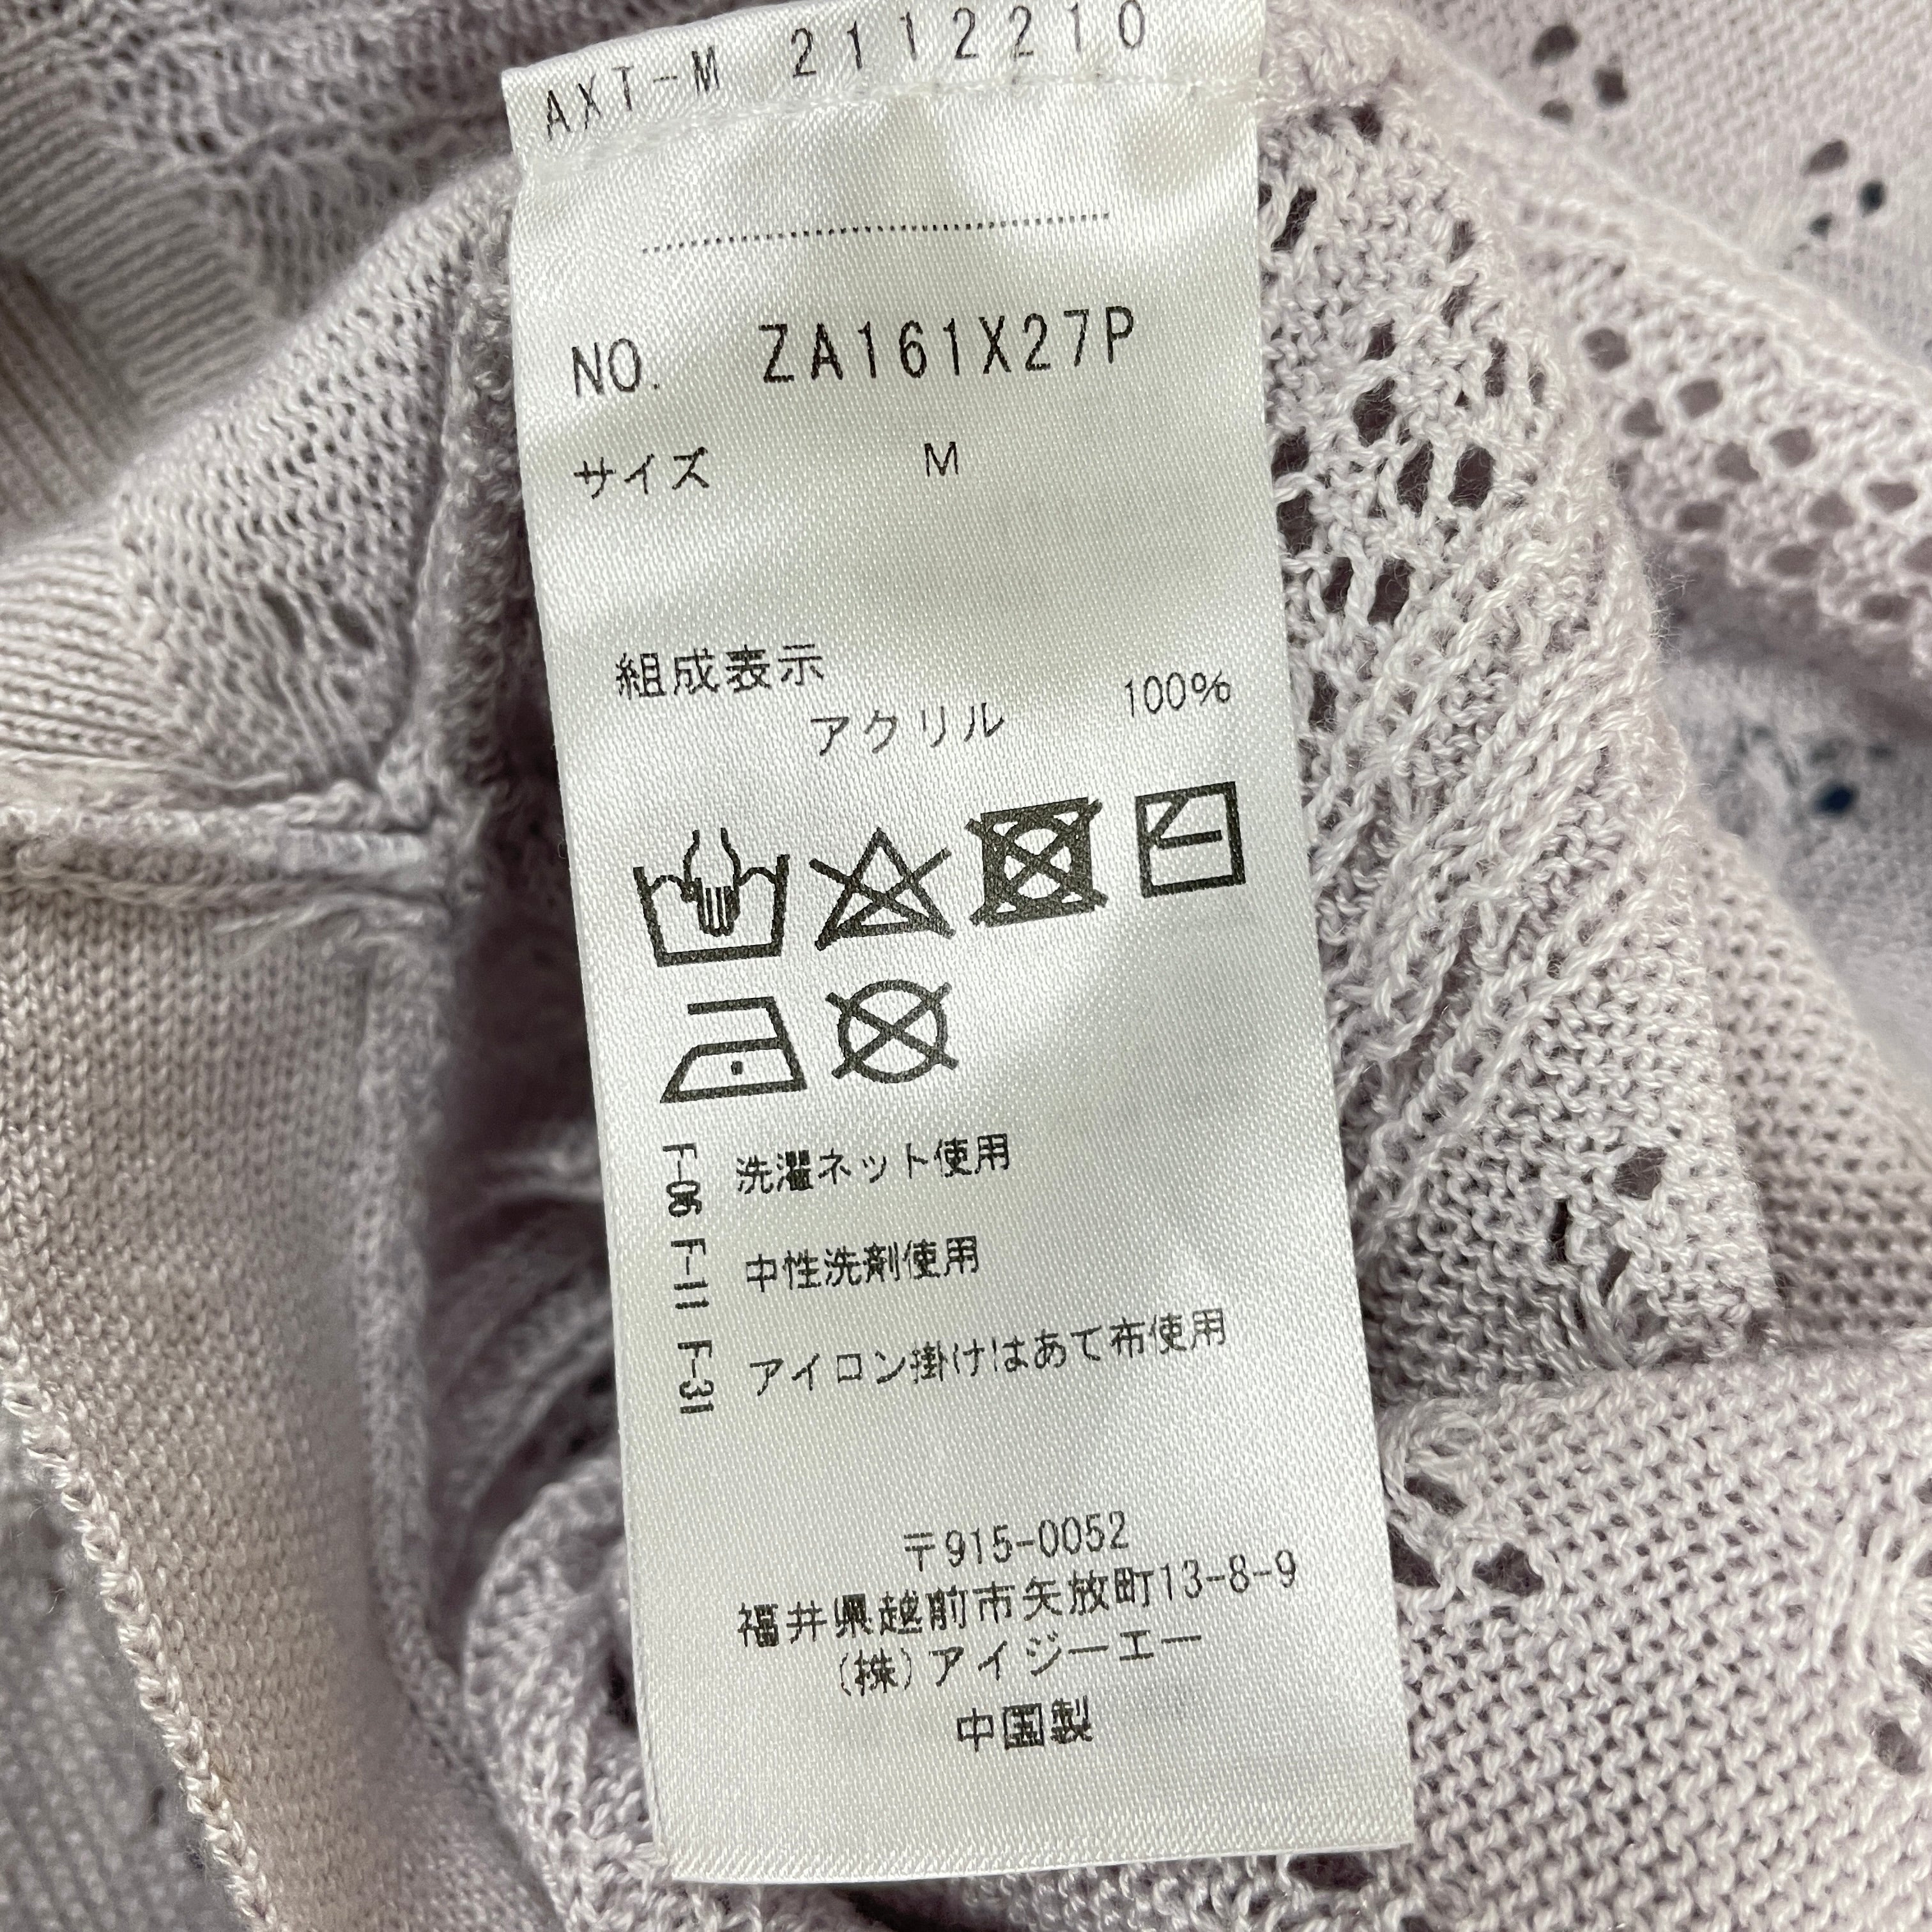 AXT-M 2112210
NO. ZA161X27P
サイズ M
組成表示
アクリル 100%
F-06 洗濯ネット使用
F-11 中性洗剤使用
F-31 アイロン掛けはあて布使用
〒915-0052
福井県越前市矢放町13-8-9
(株)アイジーエー
中国製